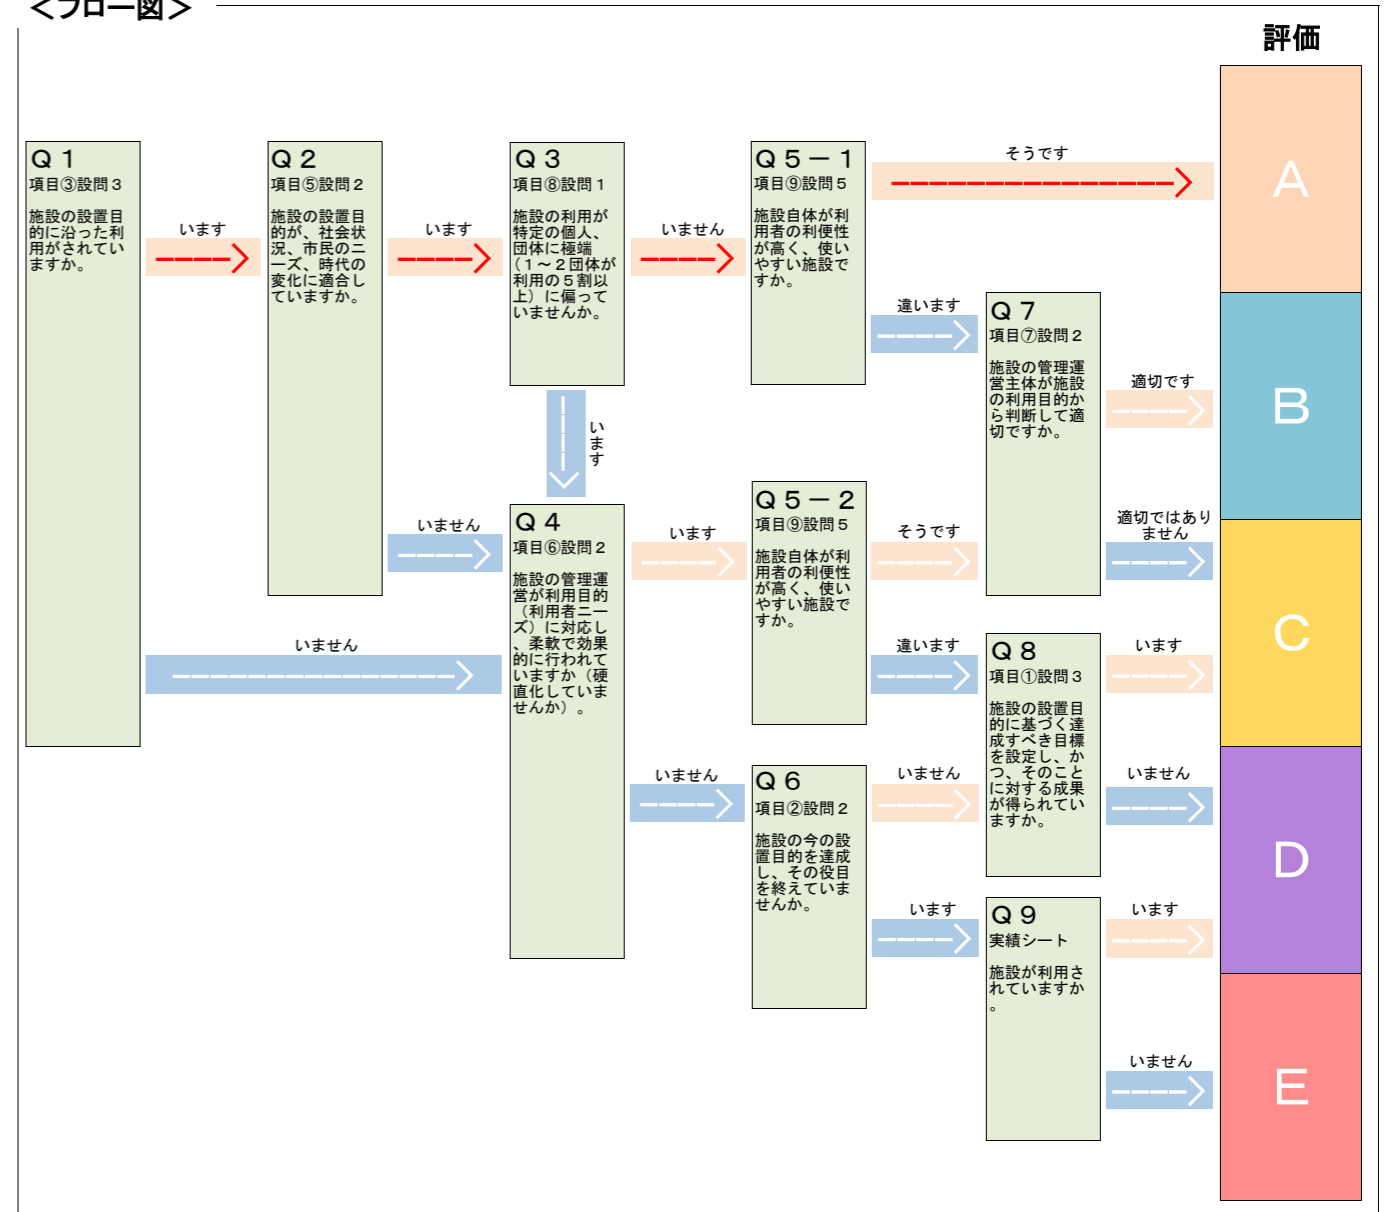 ＜フロー図＞
評価
Ｑ１
項目③設問３
施設の設置目
的に沿った利
用がされてい
ますか。
います
いません
Ｑ２
項目⑤設問２
施設の設置目
的が、社会状
況、市民のニ
ーズ、時代の
変化に適合し
ていますか。
います
いません
Ｑ３
項目⑧設問１
施設の利用が
特定の個人、
団体に極端
（１～２団体が
利用の５割以
上）に偏って
いませんか。
いません
います
Ｑ４
項目⑥設問２
施設の管理運
営が利用目的
（利用者ニー
ズ）に対応し
、柔軟で効果
的に行われて
いますか（硬
直化していま
せんか）。
います
いません
Ｑ５－１
項目⑨設問５
施設自体が利
用者の利便性
が高く、使い
やすい施設で
すか。
そうです
違います
Ｑ５－２
項目⑨設問５
施設自体が利
用者の利便性
が高く、使い
やすい施設で
すか。
そうです
違います
Ｑ６
項目②設問２
施設の今の設
置目的を達成
し、その役目
を終えていま
せんか。
いません
います
Ｑ７
項目⑦設問２
施設の管理運
営主体が施設
の利用目的か
ら判断して適
切ですか。
適切です
適切ではあり
ません
Ｑ８
項目①設問３
施設の設置目
的に基づく達
成すべき目標
を設定し、か
つ、そのこと
に対する成果
が得られてい
ますか。
います
いません
Ｑ９
実績シート
施設が利用さ
れていますか
。
います
いません
Ａ
Ｂ
Ｃ
Ｄ
Ｅ